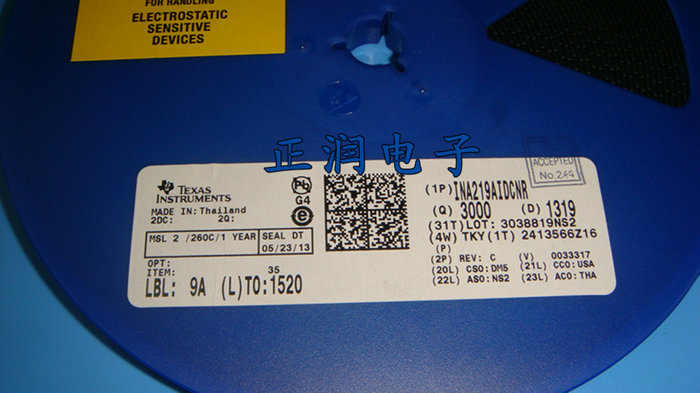 FOR HANDLING
ELECTROSTATIC
SENSITIVE
DEVICES
正润电子
TEXAS
INSTRUMENTS
MADE IN: Thailand
2DC: 2Q:
Pb
G4
e
MSL 2 /260C/1 YEAR
SEAL DT
05/23/13
OPT:
ITEM: 35
LBL: 9A (L)TO:1520
ACCEPTED
No.
(1P) INA219AIDCNR
(Q) 3000 (D) 1319
(31T)LOT: 3038819NS2
(4W) TKY(1T) 2413566Z16
(P)
(2P) REV: C (V) 0033317
(20L) CSO:DM5 (21L) CCO:USA
(22L) ASO:NS2 (23L) ACO:THA